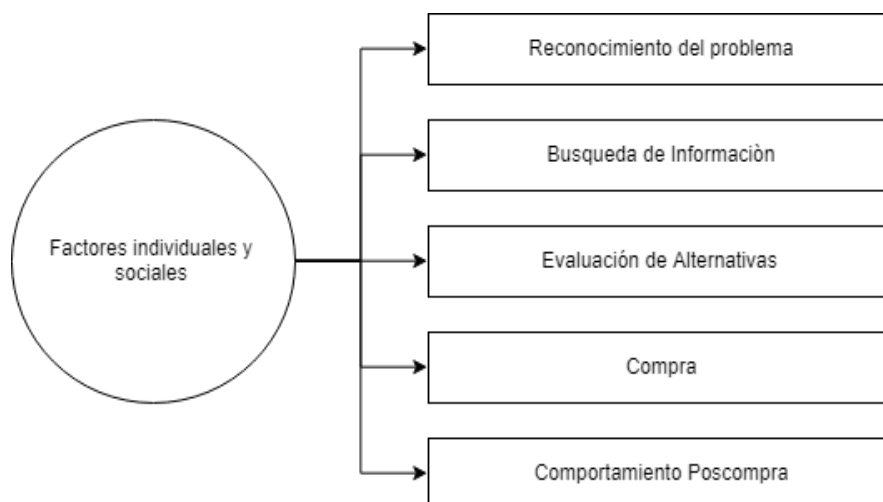 Reconocimiento del problema
Busqueda de Informaciòn
Factores individuales y
sociales
Evaluación de Alternativas
Compra
Comportamiento Poscompra